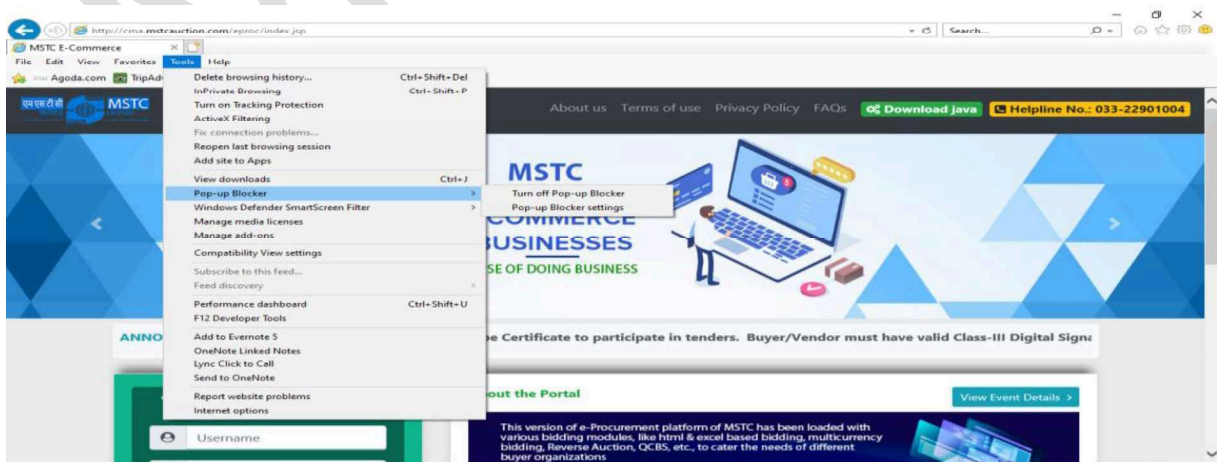 http://cma.mstcauction.com/eproc/index.jsp
Search...
MSTC E-Commerce
File Edit View Favorites Tools Help
Agoda.com TripAdv
Delete browsing history... Ctrl+Shift+Del
InPrivate Browsing Ctrl+Shift+P
Turn on Tracking Protection
ActiveX Filtering
Fix connection problems...
Reopen last browsing session
Add site to Apps
View downloads Ctrl+J
Pop-up Blocker
Windows Defender SmartScreen Filter
Manage media licenses
Manage add-ons
Compatibility View settings
Subscribe to this feed...
Feed discovery
Performance dashboard Ctrl+Shift+U
F12 Developer Tools
Add to Evernote 5
OneNote Linked Notes
Lync Click to Call
Send to OneNote
Report website problems
Internet options
Turn off Pop-up Blocker
Pop-up Blocker settings
एम एस टी सी MSTC
About us Terms of use Privacy Policy FAQs Download java Helpline No.: 033-22901004
MSTC
COMMERCE
BUSINESSES
SE OF DOING BUSINESS
ANNO
e Certificate to participate in tenders. Buyer/Vendor must have valid Class-III Digital Signa
Username
out the Portal
View Event Details
This version of e-Procurement platform of MSTC has been loaded with
various bidding modules, like html & excel based bidding, multicurrency
bidding, Reverse Auction, QCBS, etc., to cater the needs of different
buyer organizations